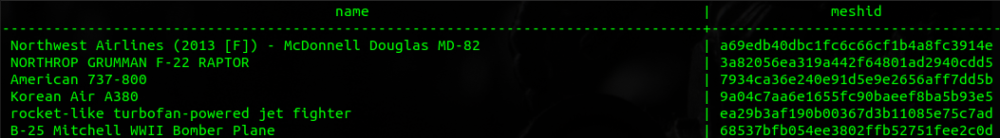 name | meshid
Northwest Airlines (2013 [F]) - McDonnell Douglas MD-82 | a69edb40dbc1fc6c66cf1b4a8fc3914e
NORTHROP GRUMMAN F-22 RAPTOR | 3a82056ea319a442f64801ad2940cdd5
American 737-800 | 7934ca36e240e91d5e9e2656aff7dd5b
Korean Air A380 | 9a04c7aa6e1655fc90baeef8ba5b93e5
rocket-like turbofan-powered jet fighter | ea29b3af190b00367d3b11085e75c7ad
B-25 Mitchell WWII Bomber Plane | 68537bfb054ee3802ffb52751fee2c0d